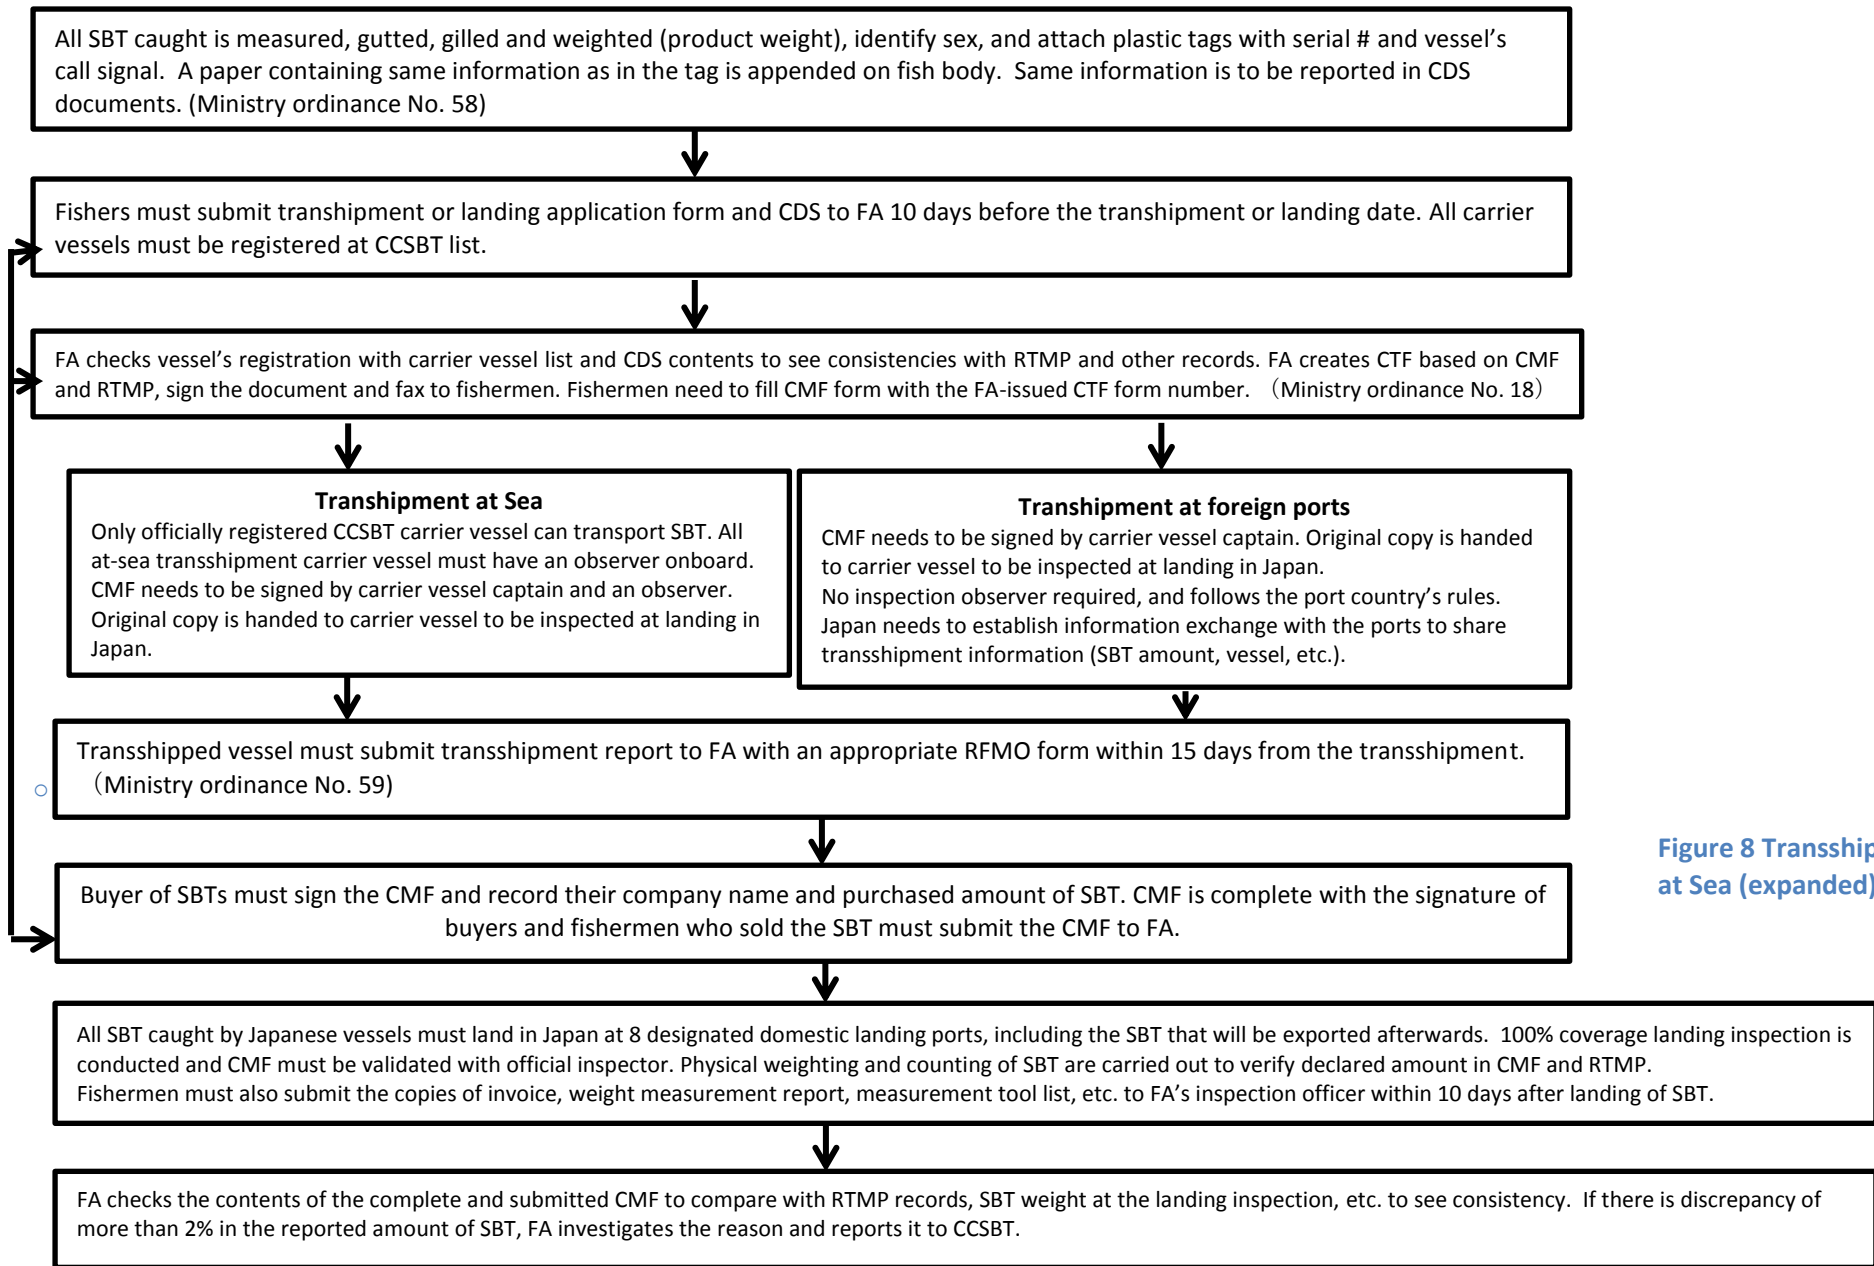 All SBT caught is measured, gutted, gilled and weighted (product weight), identify sex, and attach plastic tags with serial # and vessel's
call signal. A paper containing same information as in the tag is appended on fish body. Same information is to be reported in CDS
documents. (Ministry ordinance No. 58)
Fishers must submit transhipment or landing application form and CDS to FA 10 days before the transhipment or landing date. All carrier
vessels must be registered at CCSBT list.
FA checks vessel's registration with carrier vessel list and CDS contents to see consistencies with RTMP and other records. FA creates CTF based on CMF
and RTMP, sign the document and fax to fishermen. Fishermen need to fill CMF form with the FA-issued CTF form number. （Ministry ordinance No. 18）
Transhipment at Sea
Only officially registered CCSBT carrier vessel can transport SBT. All
at-sea transshipment carrier vessel must have an observer onboard.
CMF needs to be signed by carrier vessel captain and an observer.
Original copy is handed to carrier vessel to be inspected at landing in
Japan.
Transhipment at foreign ports
CMF needs to be signed by carrier vessel captain. Original copy is handed
to carrier vessel to be inspected at landing in Japan.
No inspection observer required, and follows the port country's rules.
Japan needs to establish information exchange with the ports to share
transshipment information (SBT amount, vessel, etc.).
Transshipped vessel must submit transshipment report to FA with an appropriate RFMO form within 15 days from the transshipment.
（Ministry ordinance No. 59)
Figure 8 Transship
at Sea (expanded)
Buyer of SBTs must sign the CMF and record their company name and purchased amount of SBT. CMF is complete with the signature of
buyers and fishermen who sold the SBT must submit the CMF to FA.
All SBT caught by Japanese vessels must land in Japan at 8 designated domestic landing ports, including the SBT that will be exported afterwards. 100% coverage landing inspection is
conducted and CMF must be validated with official inspector. Physical weighting and counting of SBT are carried out to verify declared amount in CMF and RTMP.
Fishermen must also submit the copies of invoice, weight measurement report, measurement tool list, etc. to FA's inspection officer within 10 days after landing of SBT.
FA checks the contents of the complete and submitted CMF to compare with RTMP records, SBT weight at the landing inspection, etc. to see consistency. If there is discrepancy of
more than 2% in the reported amount of SBT, FA investigates the reason and reports it to CCSBT.